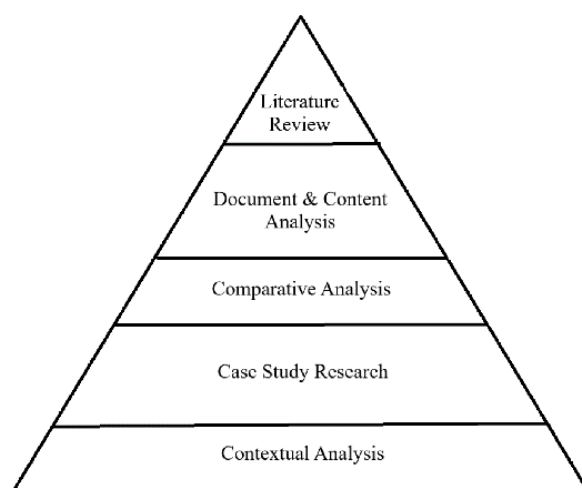 Literature
Review
Document & Content
Analysis
Comparative Analysis
Case Study Research
Contextual Analysis